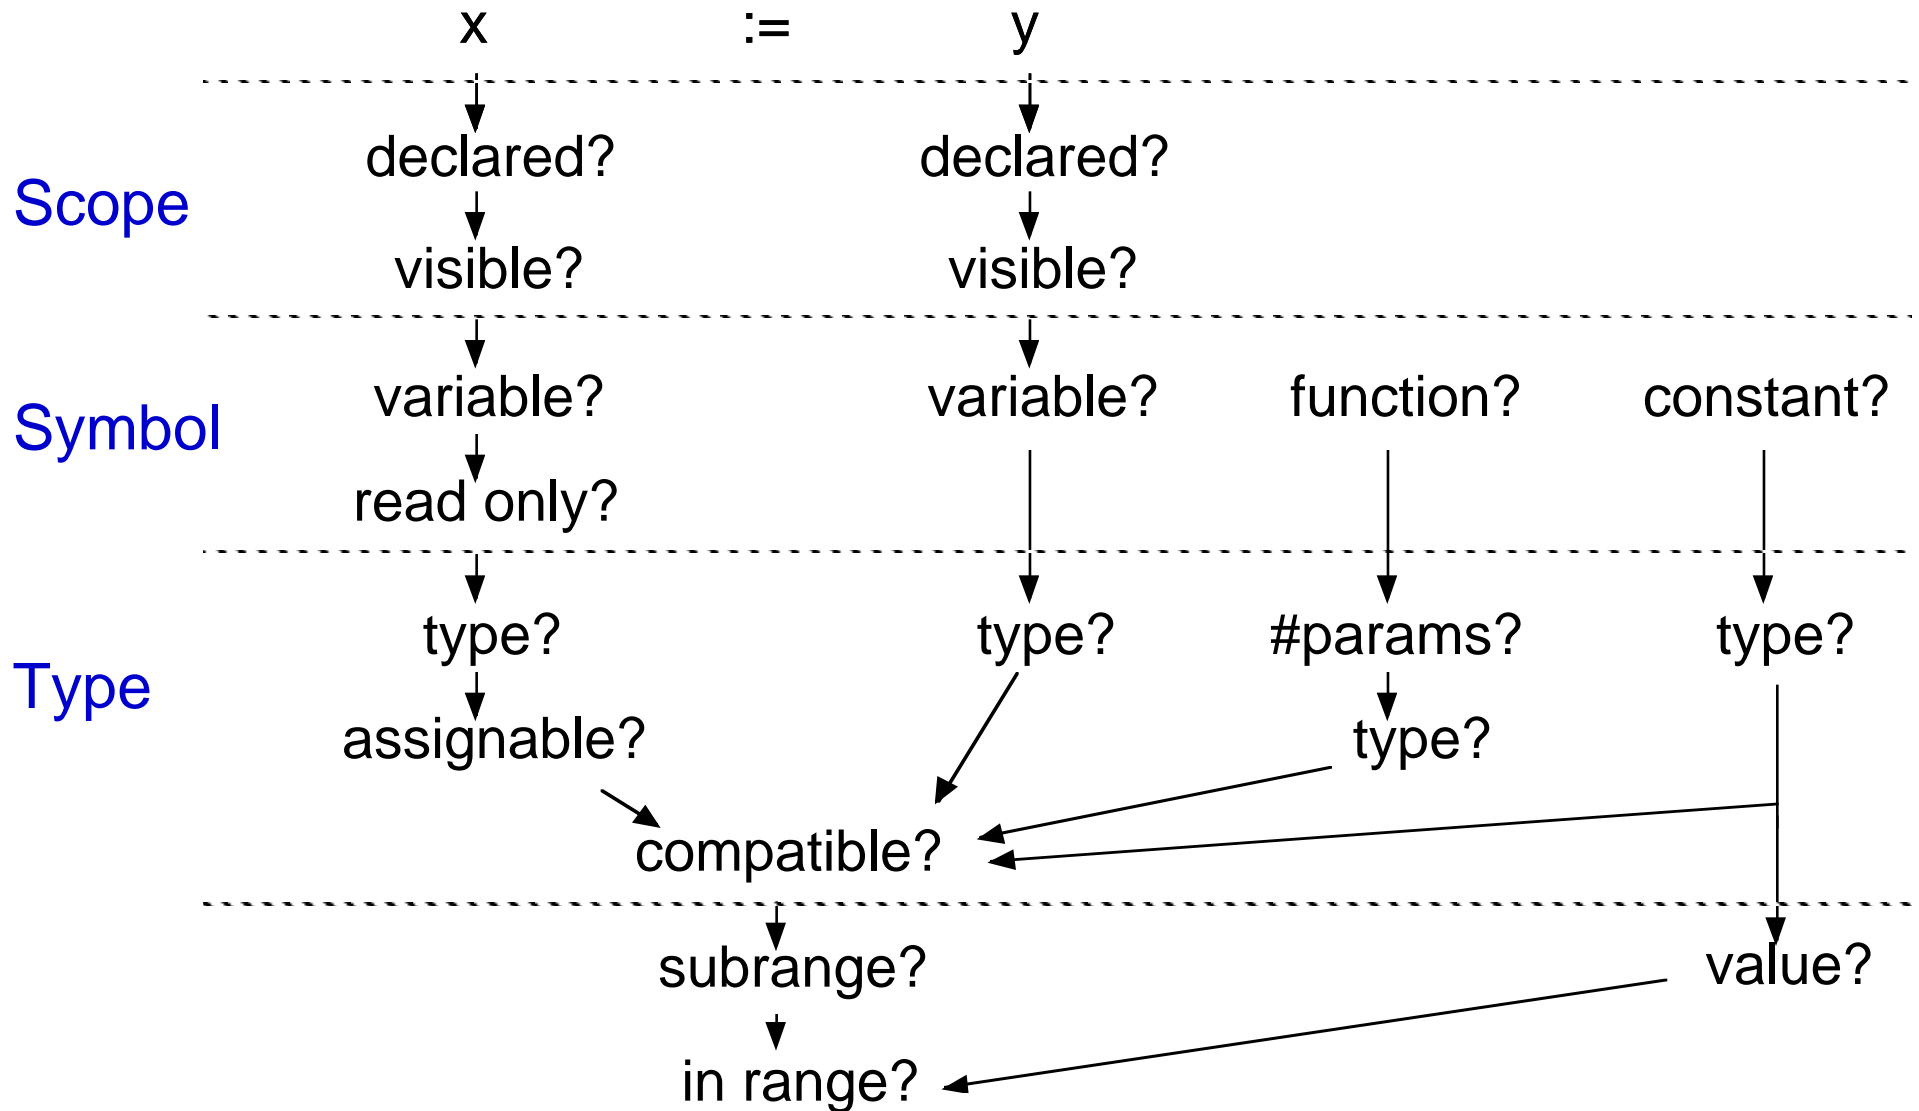 x := y
declared? declared?
Scope
visible? visible?
variable? variable? function? constant?
Symbol
read only?
type? type? #params? type?
Type
assignable? type?
compatible?
subrange? value?
in range?